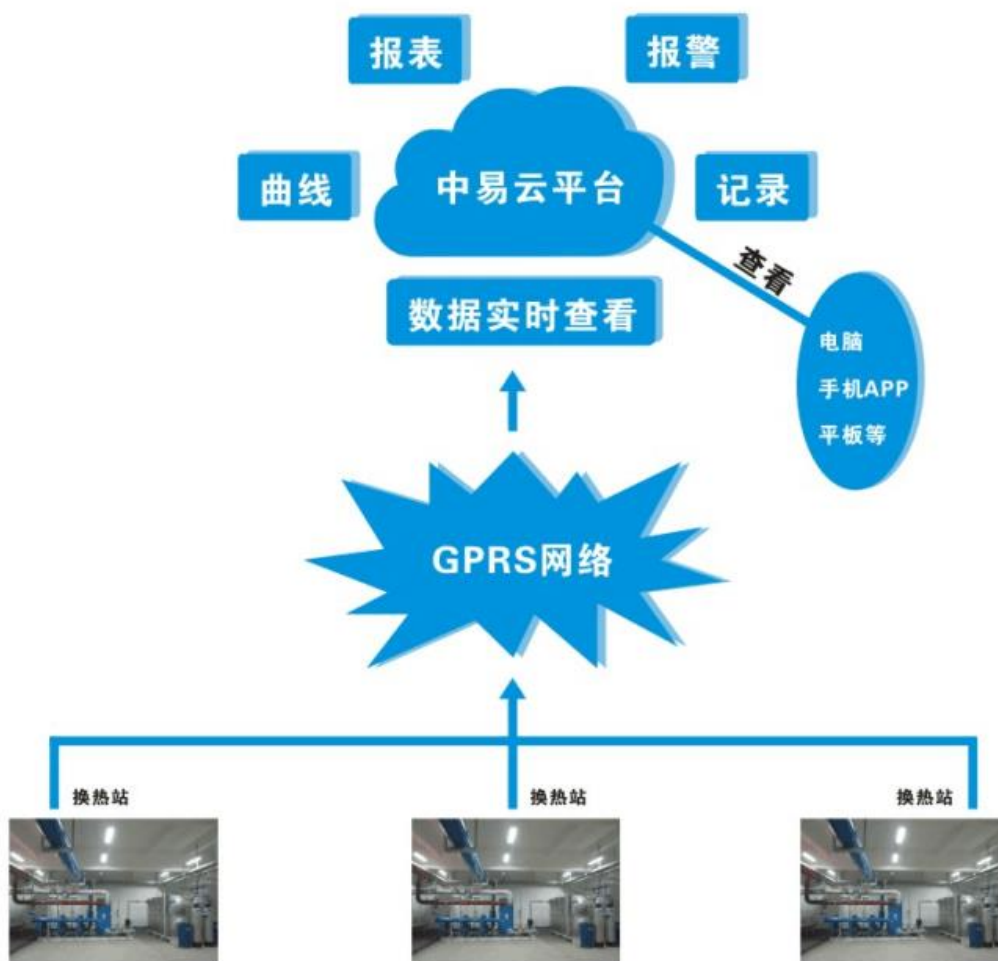 报表
报警
曲线
中易云平台
记录
查看
数据实时查看
电脑
手机APP
平板等
GPRS网络
换热站
换热站
换热站